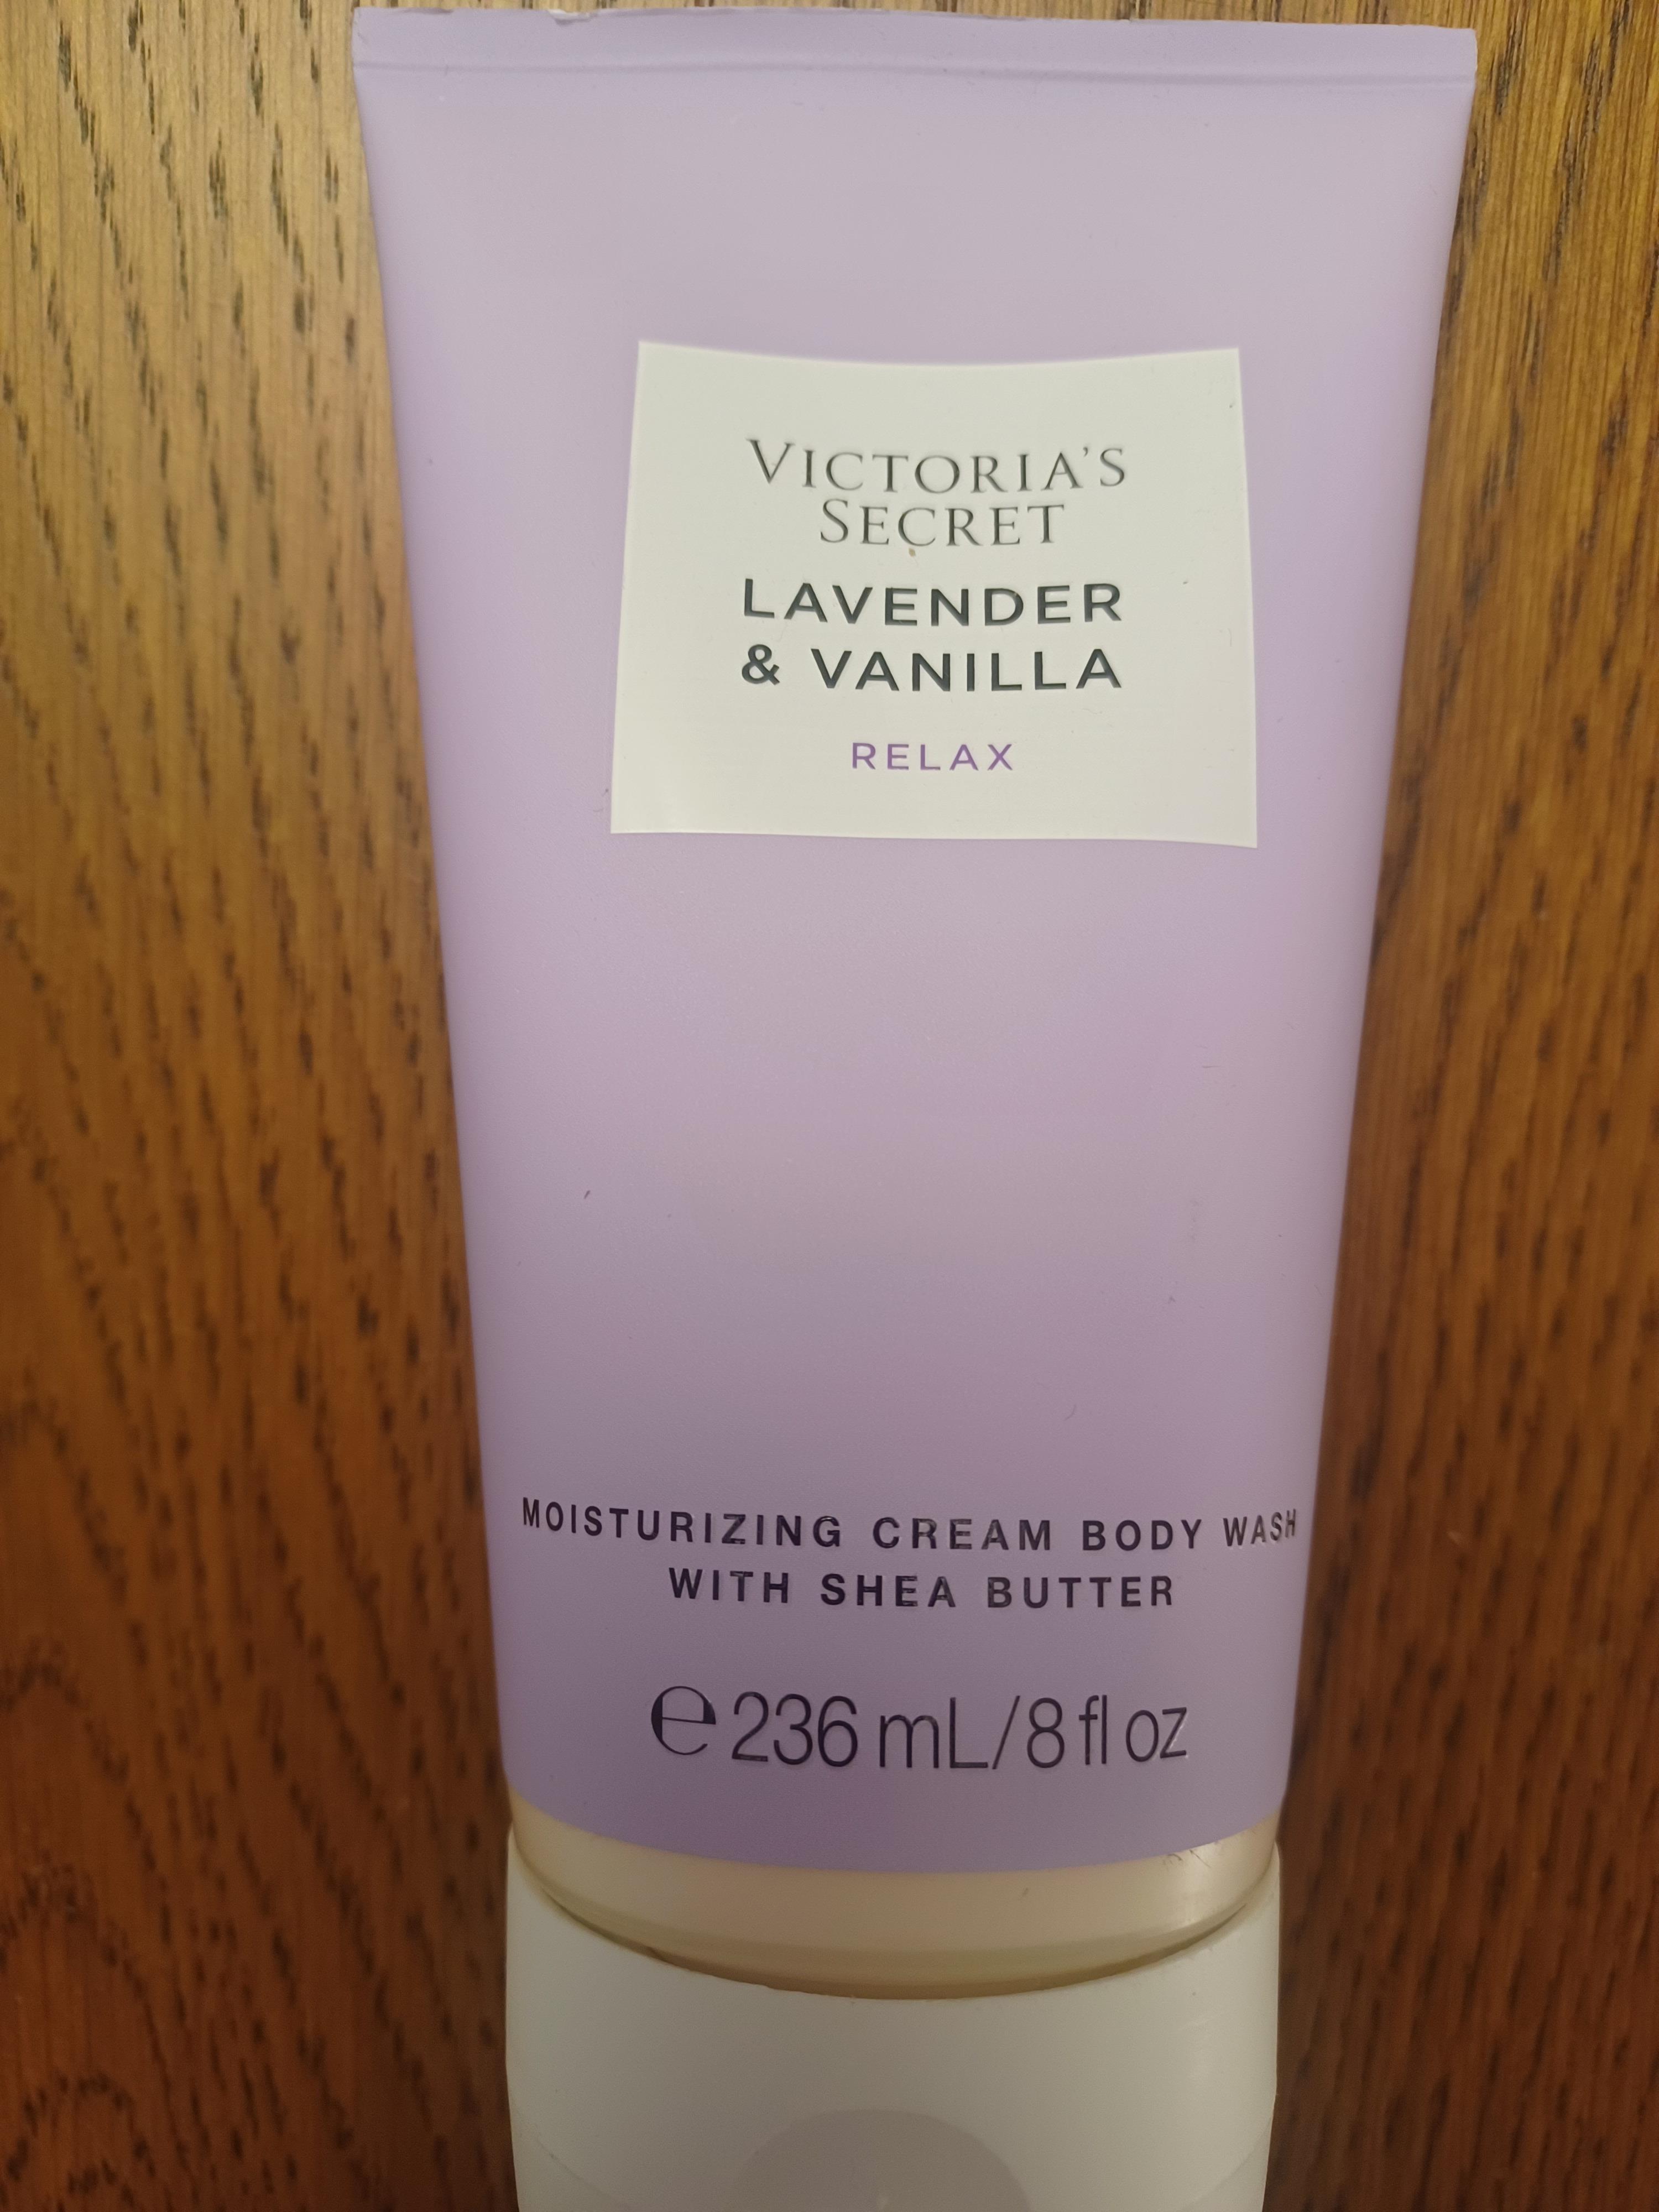 VICTORIA'S
SECRET
LAVENDER
& VANILLA
RELAX
MOISTURIZING CREAM BODY WASH
WITH SHEA BUTTER
℮ 236 mL/8 fl oz